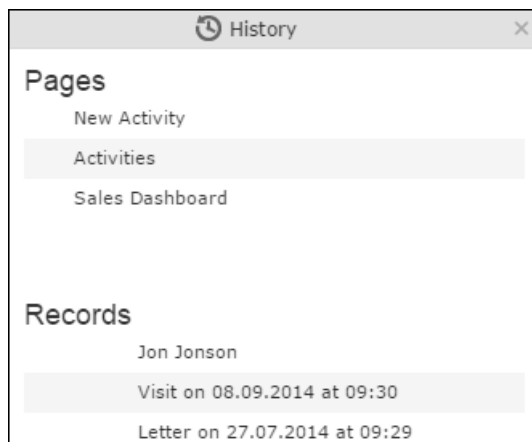 History
Pages
New Activity
Activities
Sales Dashboard
Records
Jon Jonson
Visit on 08.09.2014 at 09:30
Letter on 27.07.2014 at 09:29